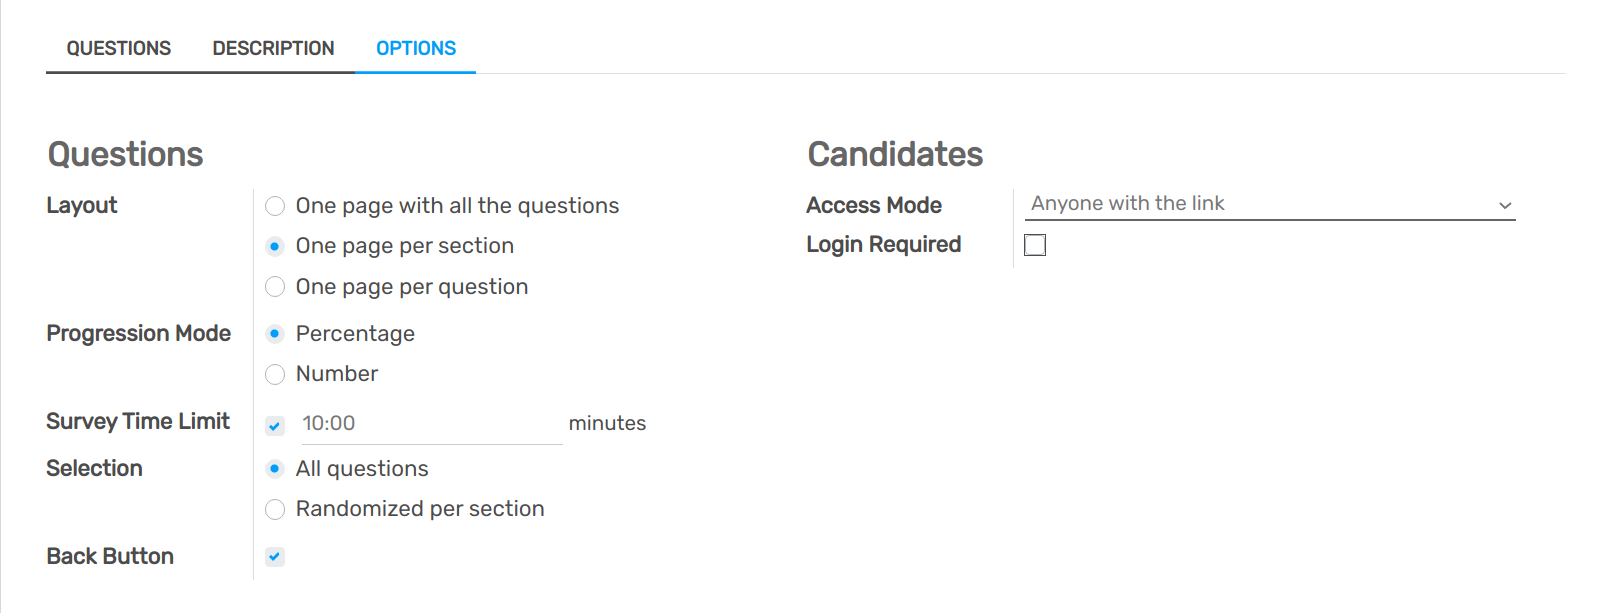 QUESTIONS DESCRIPTION OPTIONS
Questions
Layout
One page with all the questions
One page per section
One page per question
Progression Mode
Percentage
Number
Survey Time Limit
10:00 minutes
Selection
All questions
Randomized per section
Back Button
Candidates
Access Mode
Anyone with the link
Login Required